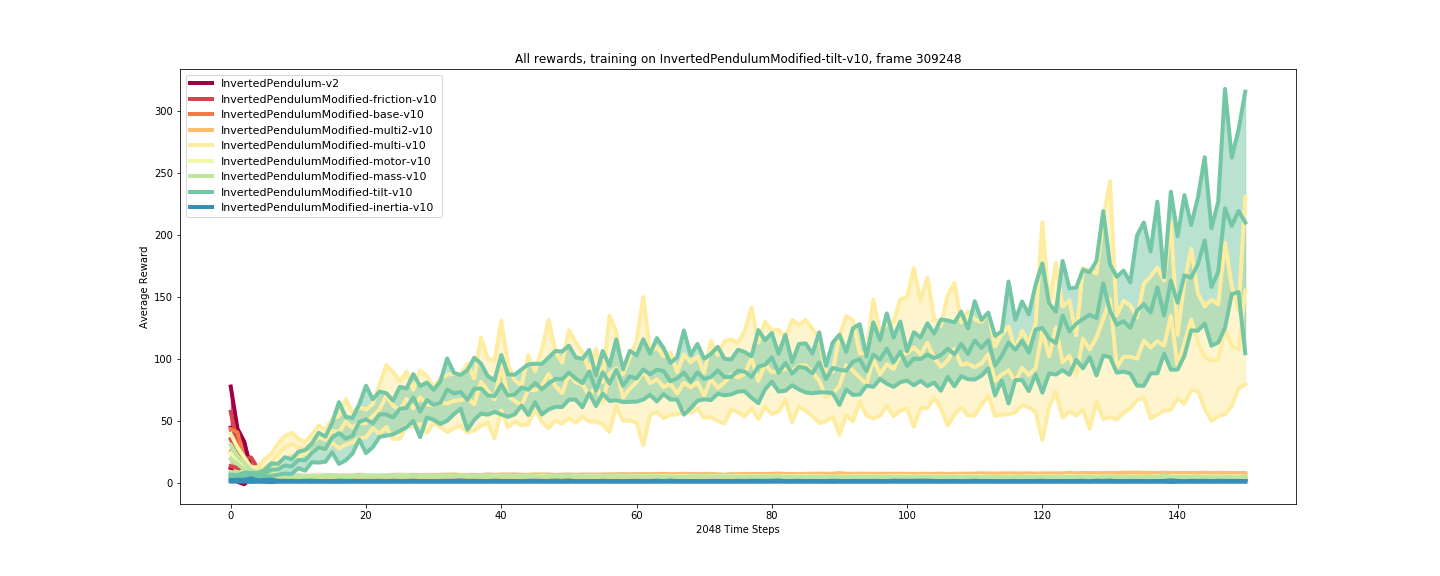 All rewards, training on InvertedPendulumModified-tilt-v10, frame 309248
InvertedPendulum-v2
InvertedPendulumModified-friction-v10
InvertedPendulumModified-base-v10
InvertedPendulumModified-multi2-v10
InvertedPendulumModified-multi-v10
InvertedPendulumModified-motor-v10
InvertedPendulumModified-mass-v10
InvertedPendulumModified-tilt-v10
InvertedPendulumModified-inertia-v10
Average Reward
300
250
200
150
100
50
0
0 20 40 60 80 100 120 140
2048 Time Steps